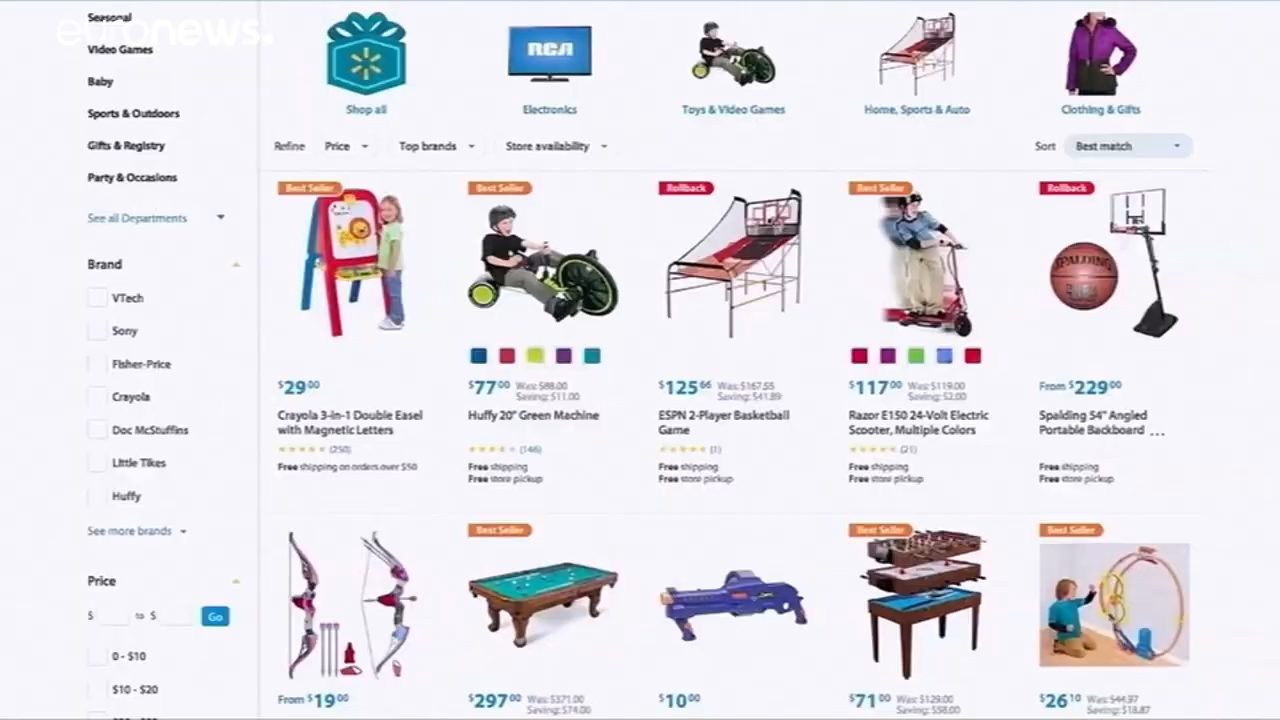 euronews.
Seasonal
Video Games
Baby
Sports & Outdoors
Gifts & Registry
Party & Occasions
See all Departments
Brand
VTech
Sony
Fisher-Price
Crayola
Doc McStuffins
Little Tikes
Huffy
See more brands
Price
$ to $ Go
0 - $10
$10 - $20
RCA
Shop all
Electronics
Toys & Video Games
Home, Sports & Auto
Clothing & Gifts
Refine Price Top brands Store availability Sort Best match
Best Seller
$29 00
Crayola 3-in-1 Double Easel
with Magnetic Letters
(250)
Free shipping on orders over $50
Best Seller
$77 00 Was: $88.00
Saving: $11.00
Huffy 20" Green Machine
(146)
Free shipping
Free store pickup
Rollback
$125 66 Was: $167.55
Saving: $41.89
ESPN 2-Player Basketball
Game
(1)
Free shipping
Free store pickup
Best Seller
$117 00 Was: $119.00
Saving: $2.00
Razor E150 24-Volt Electric
Scooter, Multiple Colors
(21)
Free shipping
Free store pickup
Rollback
SPALDING
From $229 00
Spalding 54" Angled
Portable Backboard ...
Free shipping
Free store pickup
From $19 00
Best Seller
$297 00 Was: $371.00
Saving: $74.00
$10 00
Best Seller
$71 00 Was: $129.00
Saving: $58.00
Best Seller
$26 10 Was: $44.97
Saving: $18.87